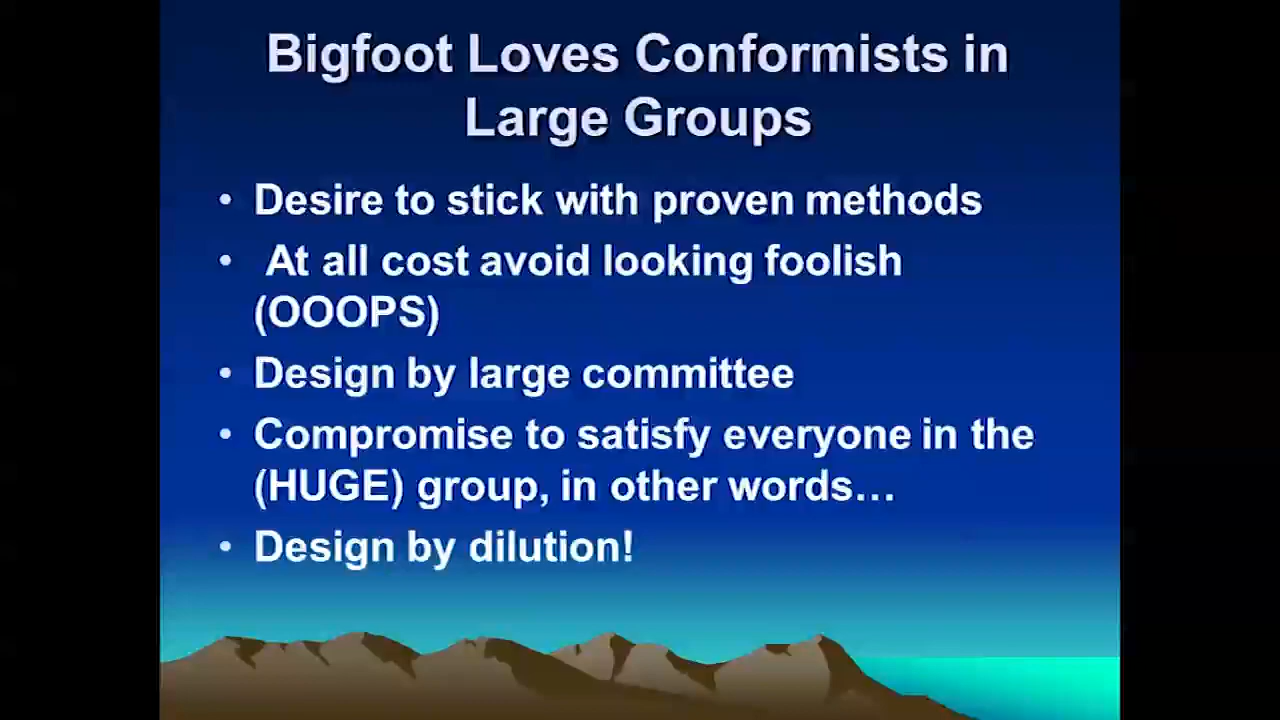 Bigfoot Loves Conformists in
Large Groups
• Desire to stick with proven methods
• At all cost avoid looking foolish
(OOOPS)
• Design by large committee
• Compromise to satisfy everyone in the
(HUGE) group, in other words…
• Design by dilution!